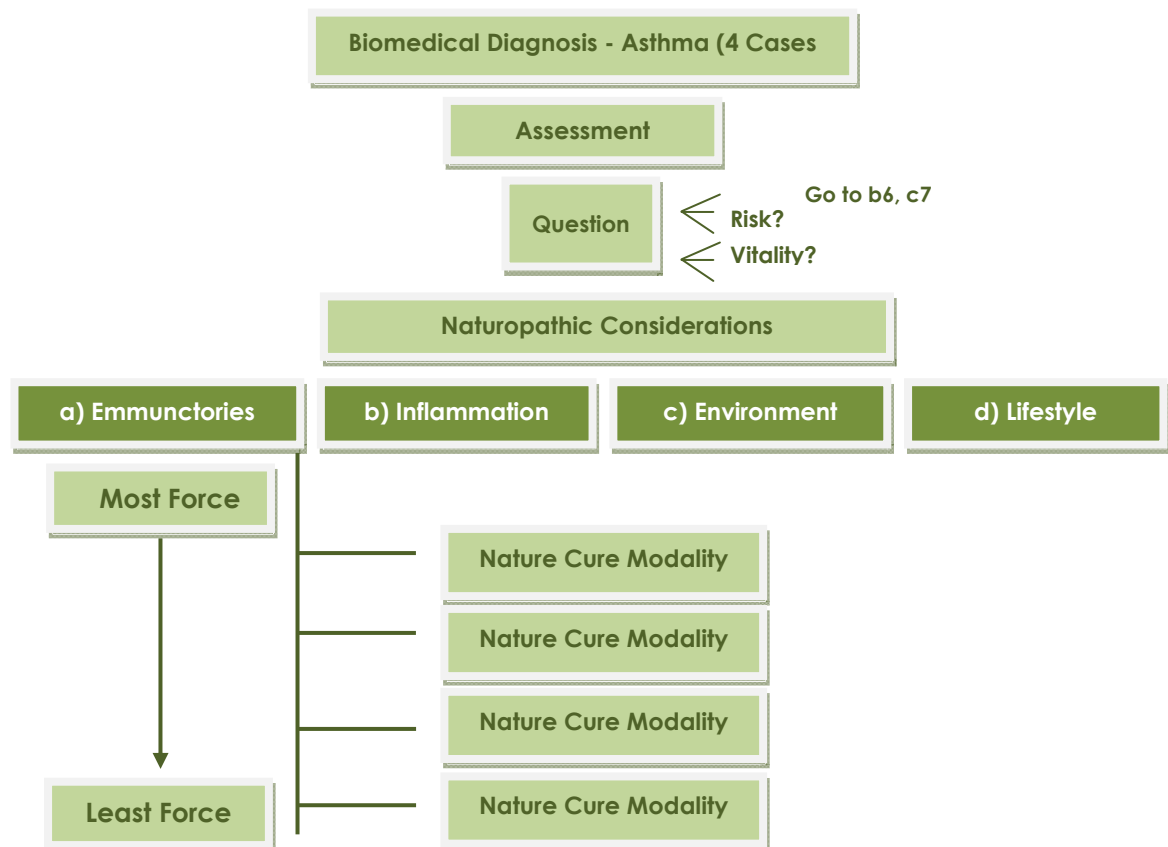 Biomedical Diagnosis - Asthma (4 Cases
Assessment
Question
Go to b6, c7
Risk?
Vitality?
Naturopathic Considerations
a) Emmunctories
b) Inflammation
c) Environment
d) Lifestyle
Most Force
Nature Cure Modality
Nature Cure Modality
Nature Cure Modality
Nature Cure Modality
Least Force